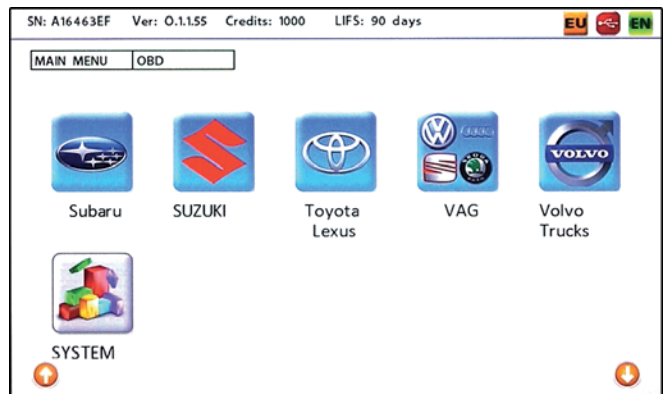 SN: A16463EF Ver: 0.1.1.55 Credits: 1000 LIFS: 90 days EU EN
MAIN MENU OBD
VOLVO
Subaru SUZUKI Toyota VAG Volvo
Lexus Trucks
SYSTEM